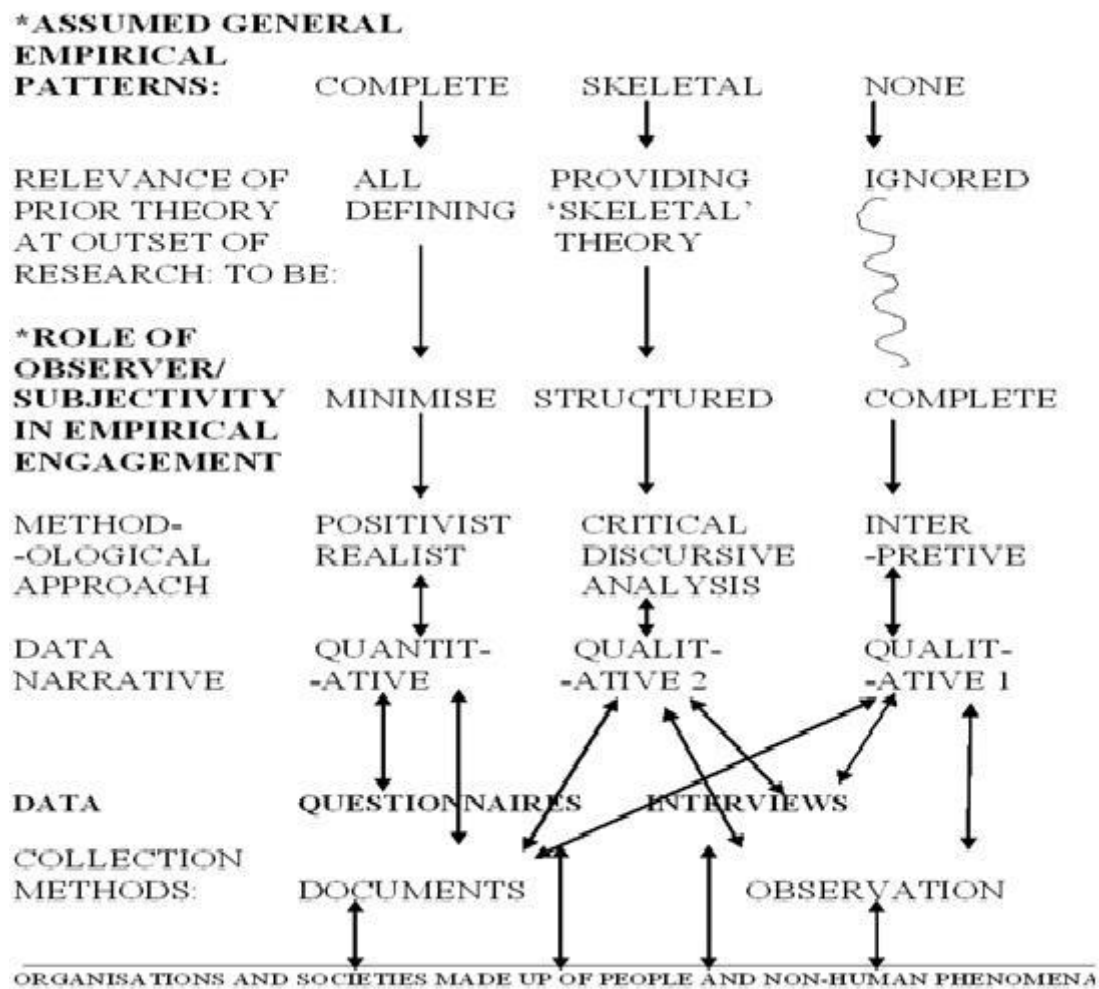 *ASSUMED GENERAL
EMPIRICAL
PATTERNS: COMPLETE SKELETAL NONE
RELEVANCE OF ALL PROVIDING IGNORED
PRIOR THEORY DEFINING ‘SKELETAL’
AT OUTSET OF THEORY
RESEARCH: TO BE:
*ROLE OF
OBSERVER/
SUBJECTIVITY MINIMISE STRUCTURED COMPLETE
IN EMPIRICAL
ENGAGEMENT
METHOD- POSITIVIST CRITICAL INTER
-OLOGICAL REALIST DISCURSIVE -PRETIVE
APPROACH ANALYSIS
DATA QUANTIT- QUALIT- QUALIT-
NARRATIVE -ATIVE -ATIVE 2 -ATIVE 1
DATA QUESTIONNAIRES INTERVIEWS
COLLECTION
METHODS: DOCUMENTS OBSERVATION
ORGANISATIONS AND SOCIETIES MADE UP OF PEOPLE AND NON-HUMAN PHENOMENA